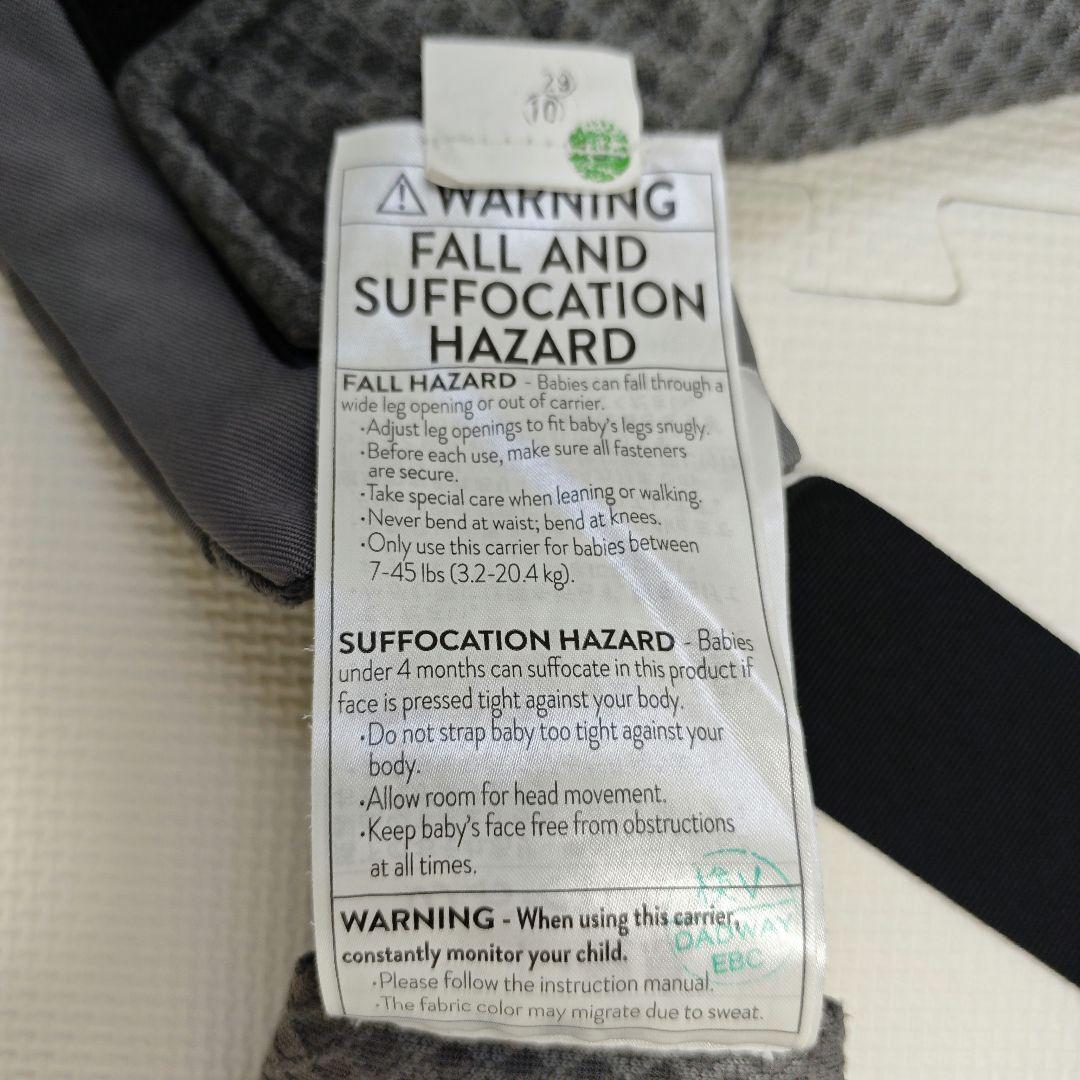 29
10
WARNING
FALL AND
SUFFOCATION
HAZARD
FALL HAZARD - Babies can fall through a
wide leg opening or out of carrier.
•Adjust leg openings to fit baby's legs snugly.
•Before each use, make sure all fasteners
are secure.
•Take special care when leaning or walking.
•Never bend at waist; bend at knees.
•Only use this carrier for babies between
7-45 lbs (3.2-20.4 kg).
SUFFOCATION HAZARD - Babies
under 4 months can suffocate in this product if
face is pressed tight against your body.
•Do not strap baby too tight against your
body.
•Allow room for head movement.
•Keep baby's face free from obstructions
at all times.
WARNING - When using this carrier,
constantly monitor your child.
DADWAY
EBC
•Please follow the instruction manual.
•The fabric color may migrate due to sweat.